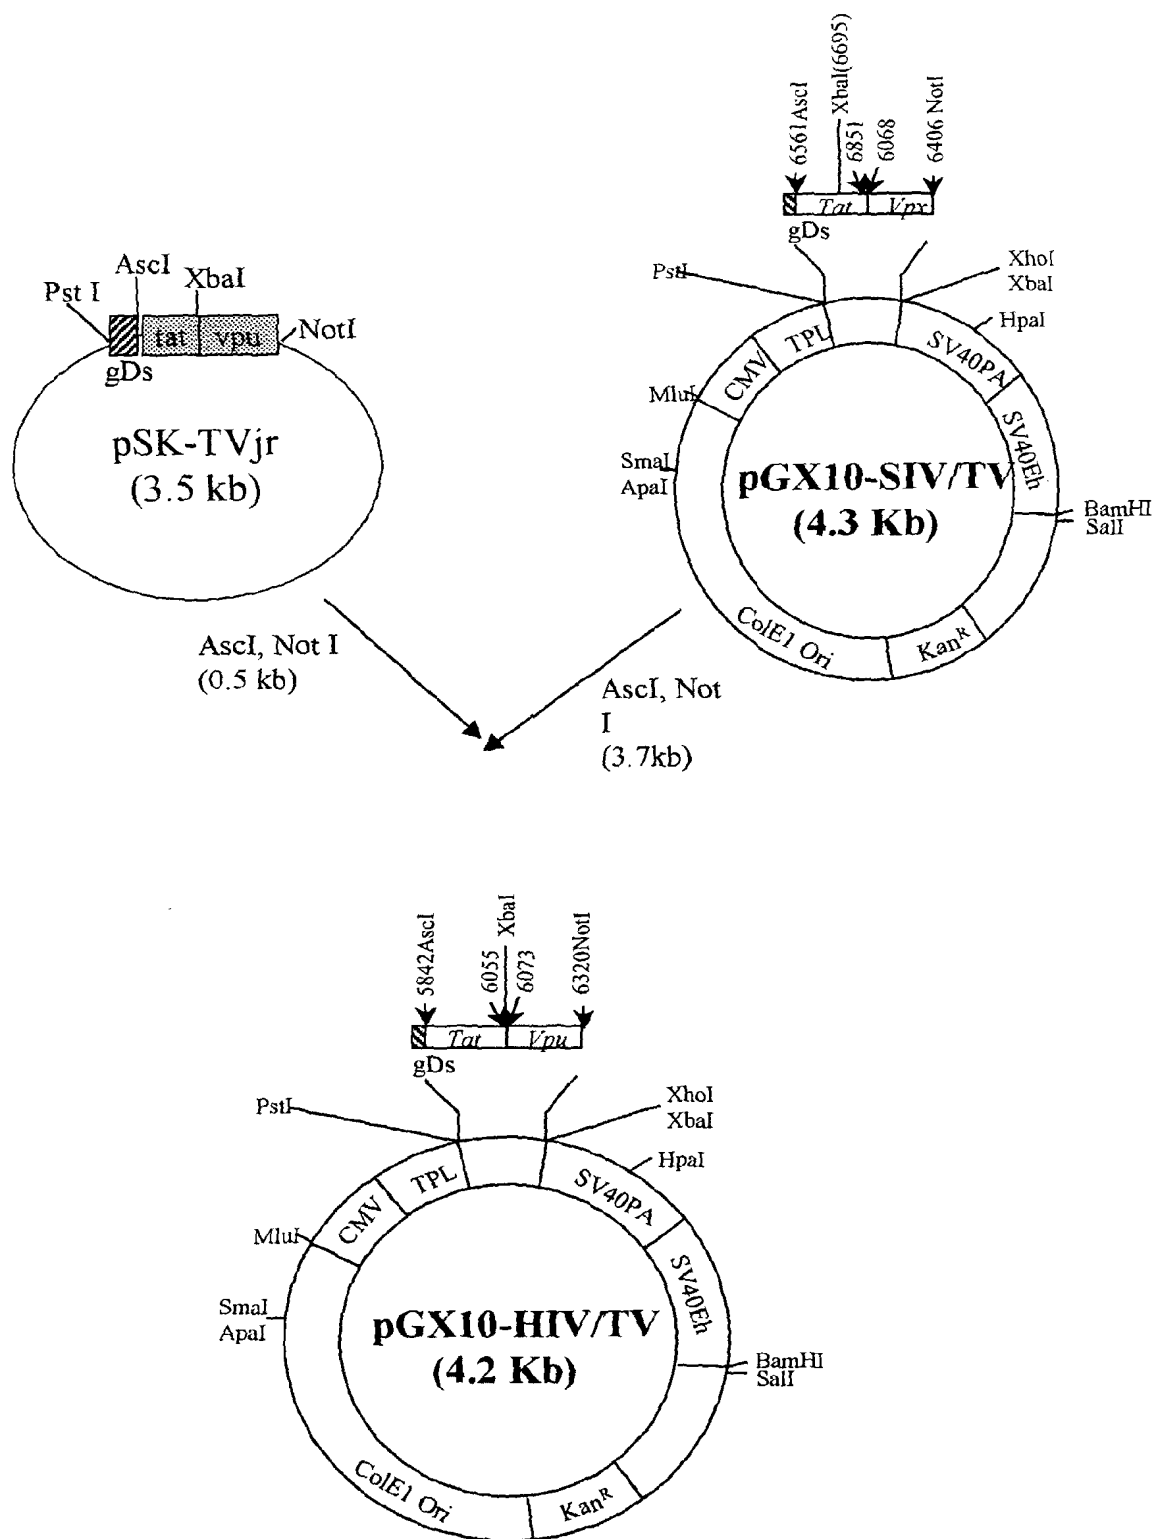 Pst I
AscI
XbaI
NotI
tat
vpu
gDs
pSK-TVjr
(3.5 kb)
AscI, Not I
(0.5 kb)
6561AscI
XbaI(6695)
6851
6068
6406 NotI
Tat
Vpx
gDs
PstI
XhoI
XbaI
HpaI
TPL
CMV
SV40PA
SV40Eh
MluI
SmaI
ApaI
pGX10-SIV/TV
(4.3 Kb)
BamHI
SalI
ColE1 Ori
KanR
AscI, Not
I
(3.7kb)
5842AscI
6055
XbaI
6073
6320NotI
Tat
Vpu
gDs
PstI
XhoI
XbaI
HpaI
TPL
CMV
SV40PA
SV40Eh
MluI
SmaI
ApaI
pGX10-HIV/TV
(4.2 Kb)
BamHI
SalI
ColE1 Ori
KanR